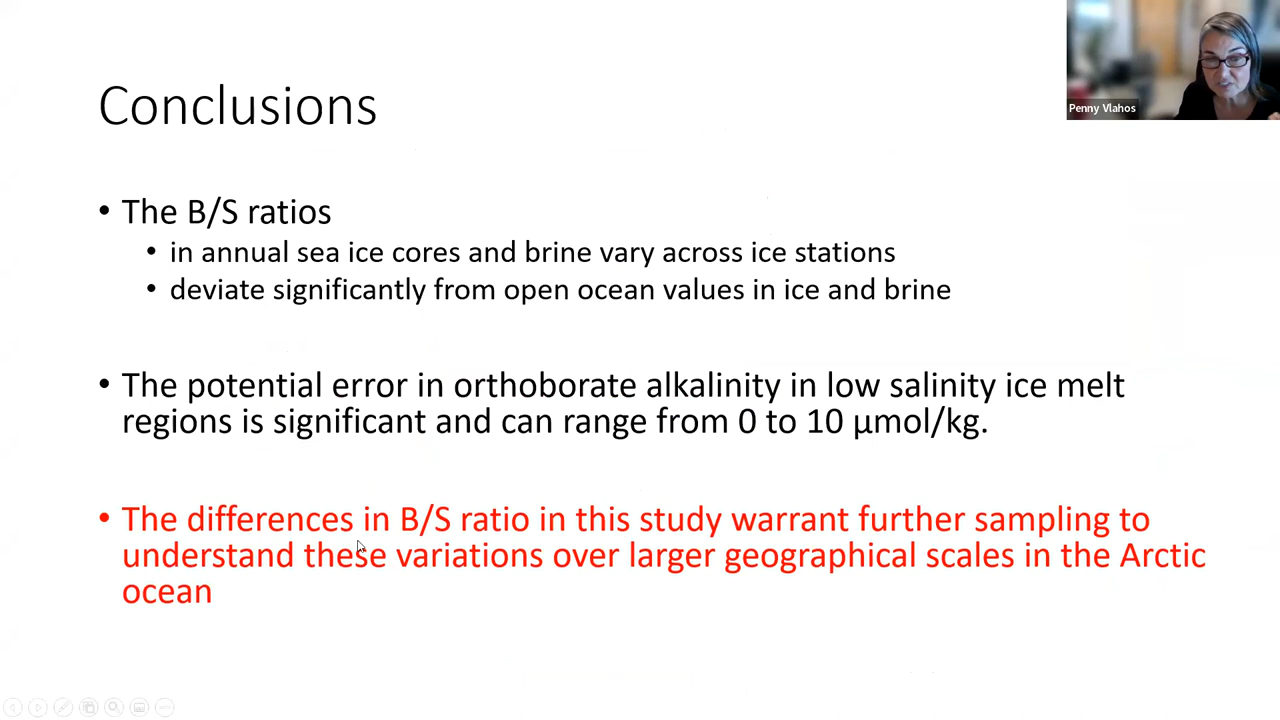 Penny Vlahos
Conclusions
• The B/S ratios
• in annual sea ice cores and brine vary across ice stations
• deviate significantly from open ocean values in ice and brine
• The potential error in orthoborate alkalinity in low salinity ice melt
regions is significant and can range from 0 to 10 µmol/kg.
• The differences in B/S ratio in this study warrant further sampling to
understand these variations over larger geographical scales in the Arctic
ocean